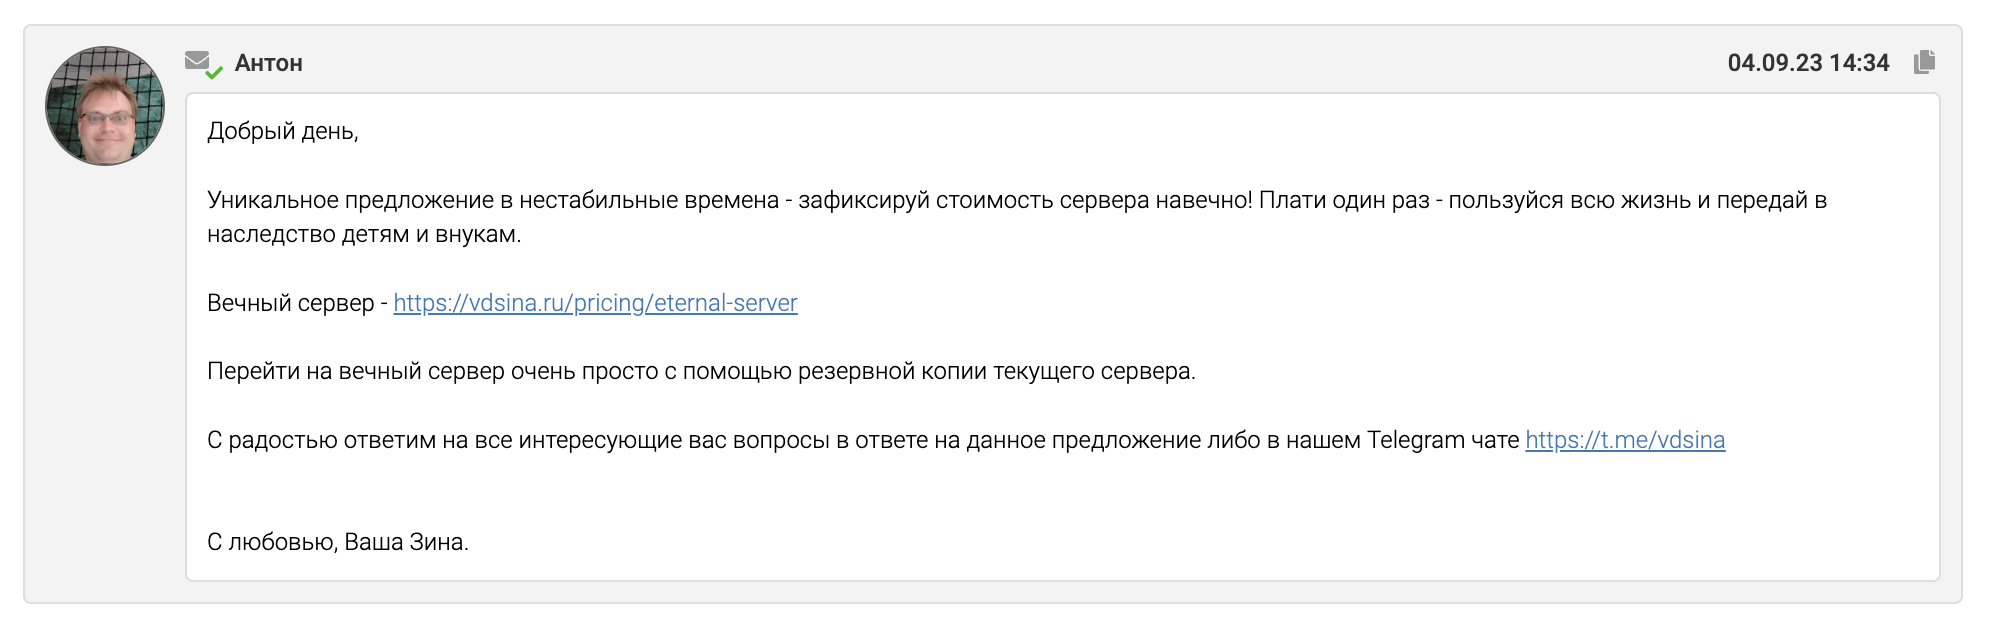 Антон
04.09.23 14:34
Добрый день,
Уникальное предложение в нестабильные времена - зафиксируй стоимость сервера навечно! Плати один раз - пользуйся всю жизнь и передай в
наследство детям и внукам.
Вечный сервер - https://vdsina.ru/pricing/eternal-server
Перейти на вечный сервер очень просто с помощью резервной копии текущего сервера.
С радостью ответим на все интересующие вас вопросы в ответе на данное предложение либо в нашем Telegram чате https://t.me/vdsina
С любовью, Ваша Зина.